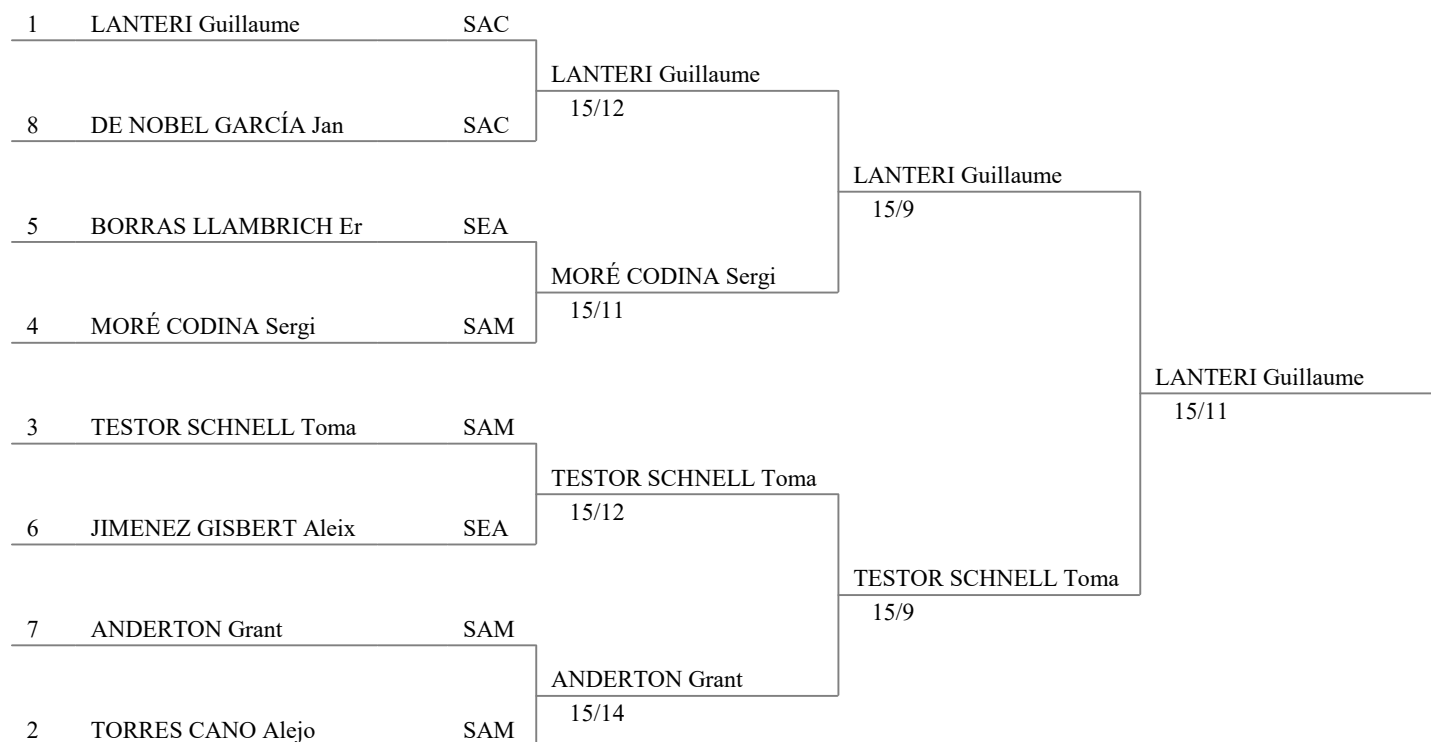 1 LANTERI Guillaume SAC
LANTERI Guillaume
15/12
8 DE NOBEL GARCÍA Jan SAC
LANTERI Guillaume
15/9
5 BORRAS LLAMBRICH Er SEA
MORÉ CODINA Sergi
15/11
4 MORÉ CODINA Sergi SAM
LANTERI Guillaume
15/11
3 TESTOR SCHNELL Toma SAM
TESTOR SCHNELL Toma
15/12
6 JIMENEZ GISBERT Aleix SEA
TESTOR SCHNELL Toma
15/9
7 ANDERTON Grant SAM
ANDERTON Grant
15/14
2 TORRES CANO Alejo SAM